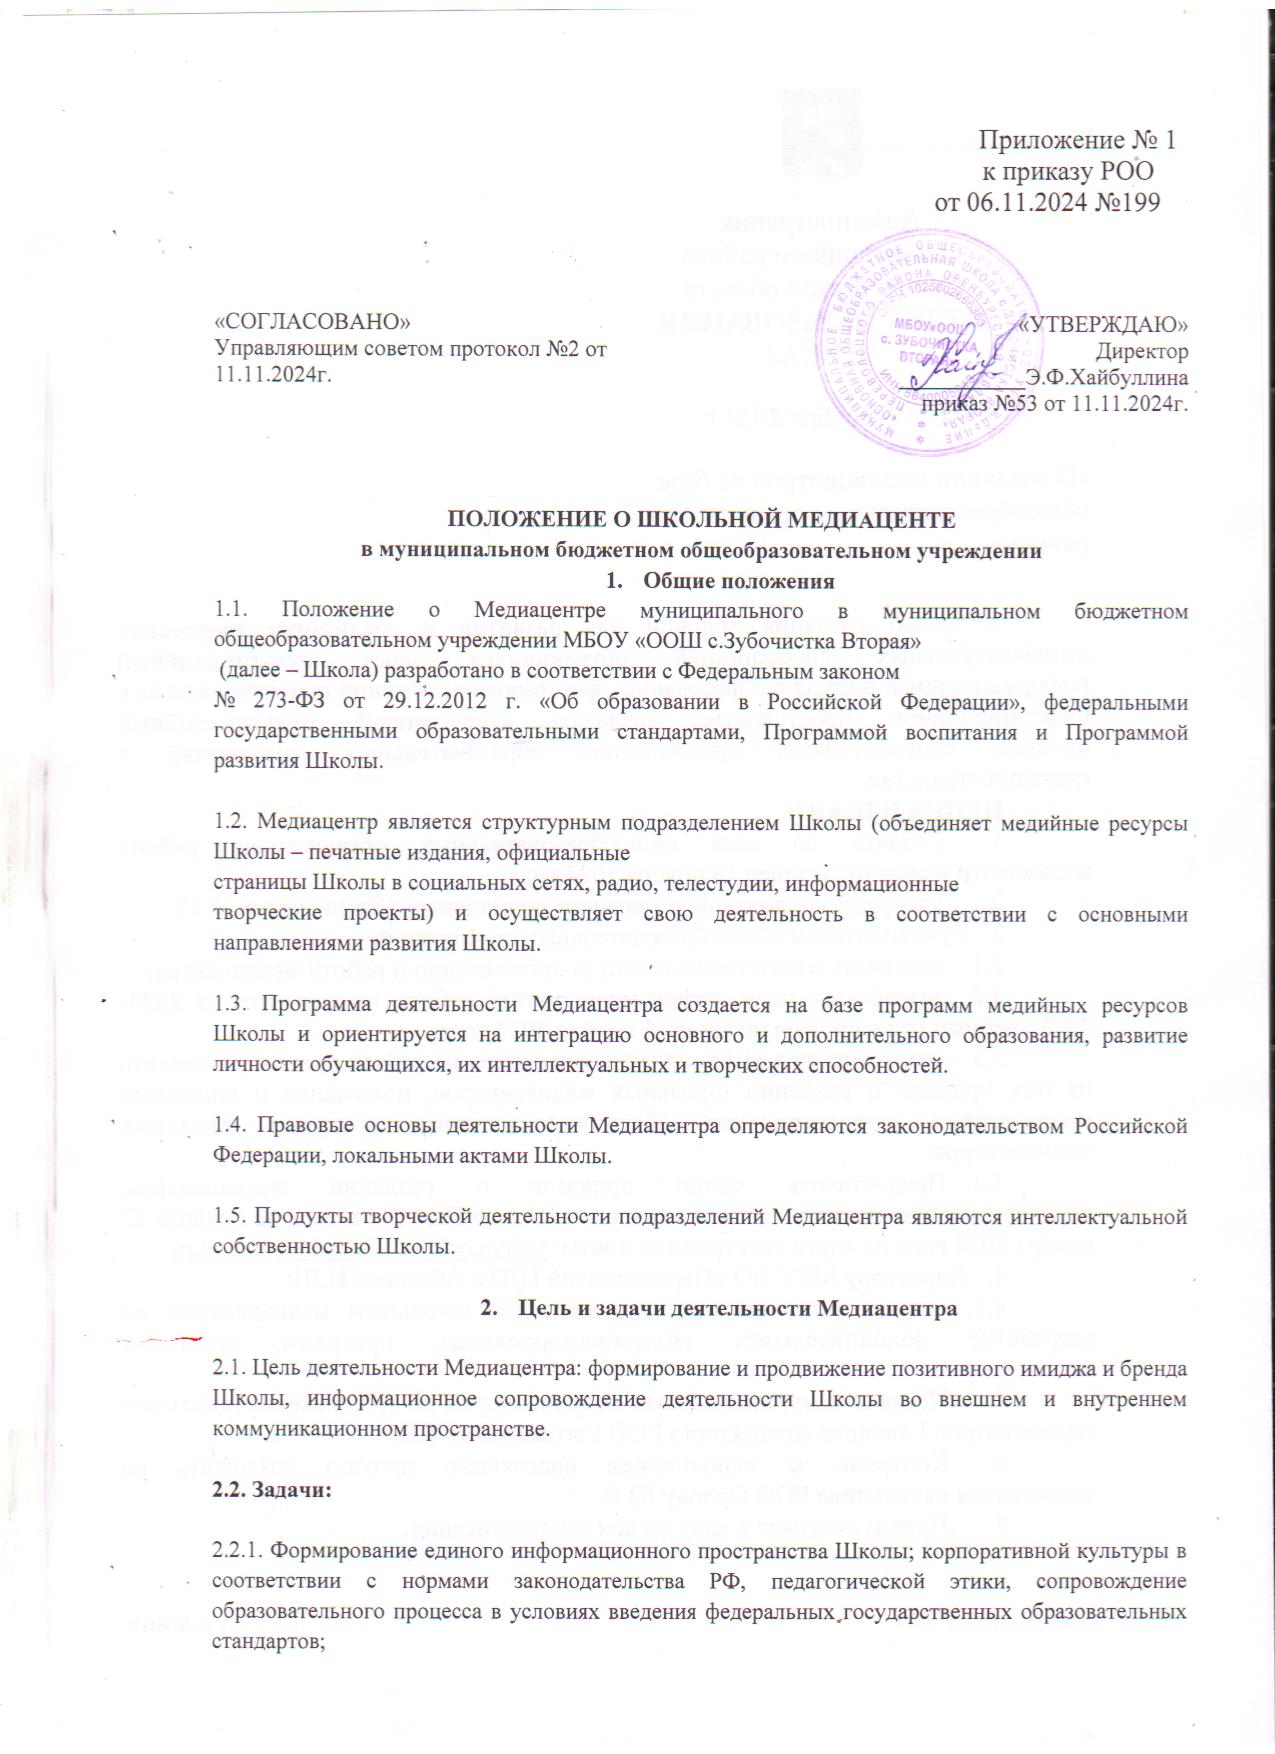 Приложение № 1
к приказу РОО
от 06.11.2024 №199
«СОГЛАСОВАНО»
Управляющим советом протокол №2 от
11.11.2024г.
«УТВЕРЖДАЮ»
Директор
Э.Ф.Хайбуллина
приказ №53 от 11.11.2024г.
МБОУ«ООШ
с. ЗУБОЧИСТКА
ВТОРАЯ»
ПОЛОЖЕНИЕ О ШКОЛЬНОЙ МЕДИАЦЕНТЕ
в муниципальном бюджетном общеобразовательном учреждении
1. Общие положения
1.1. Положение о Медиацентре муниципального в муниципальном бюджетном
общеобразовательном учреждении МБОУ «ООШ с.Зубочистка Вторая»
(далее – Школа) разработано в соответствии с Федеральным законом
№ 273-ФЗ от 29.12.2012 г. «Об образовании в Российской Федерации», федеральными
государственными образовательными стандартами, Программой воспитания и Программой
развития Школы.
1.2. Медиацентр является структурным подразделением Школы (объединяет медийные ресурсы
Школы – печатные издания, официальные
страницы Школы в социальных сетях, радио, телестудии, информационные
творческие проекты) и осуществляет свою деятельность в соответствии с основными
направлениями развития Школы.
1.3. Программа деятельности Медиацентра создается на базе программ медийных ресурсов
Школы и ориентируется на интеграцию основного и дополнительного образования, развитие
личности обучающихся, их интеллектуальных и творческих способностей.
1.4. Правовые основы деятельности Медиацентра определяются законодательством Российской
Федерации, локальными актами Школы.
1.5. Продукты творческой деятельности подразделений Медиацентра являются интеллектуальной
собственностью Школы.
2. Цель и задачи деятельности Медиацентра
2.1. Цель деятельности Медиацентра: формирование и продвижение позитивного имиджа и бренда
Школы, информационное сопровождение деятельности Школы во внешнем и внутреннем
коммуникационном пространстве.
2.2. Задачи:
2.2.1. Формирование единого информационного пространства Школы; корпоративной культуры в
соответствии с нормами законодательства РФ, педагогической этики, сопровождение
образовательного процесса в условиях введения федеральных государственных образовательных
стандартов;